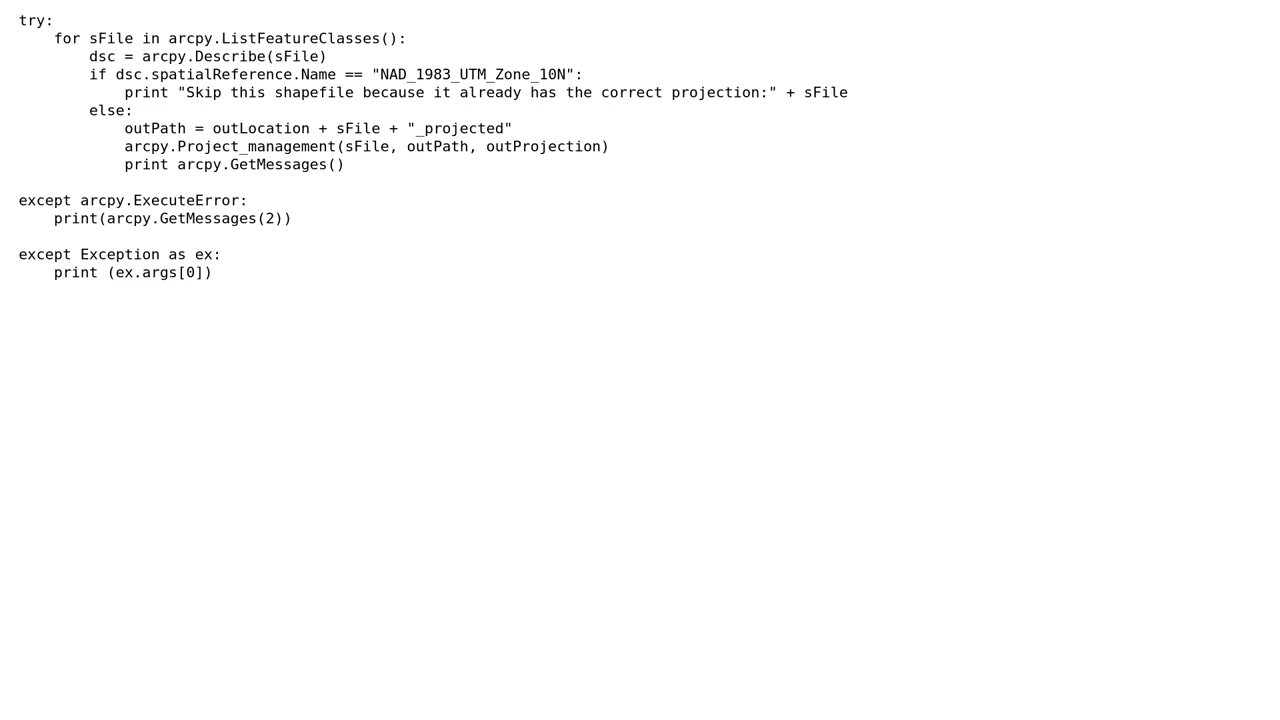 try:
    for sFile in arcpy.ListFeatureClasses():
        dsc = arcpy.Describe(sFile)
        if dsc.spatialReference.Name == "NAD_1983_UTM_Zone_10N":
            print "Skip this shapefile because it already has the correct projection:" + sFile
        else:
            outPath = outLocation + sFile + "_projected"
            arcpy.Project_management(sFile, outPath, outProjection)
            print arcpy.GetMessages()

except arcpy.ExecuteError:
    print(arcpy.GetMessages(2))

except Exception as ex:
    print (ex.args[0])